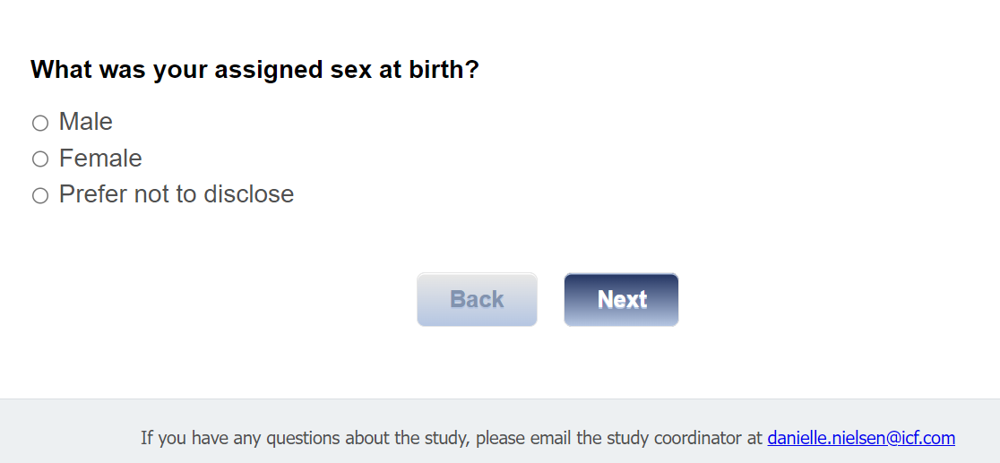 What was your assigned sex at birth?
Male
Female
Prefer not to disclose
Back
Next
If you have any questions about the study, please email the study coordinator at danielle.nielsen@icf.com